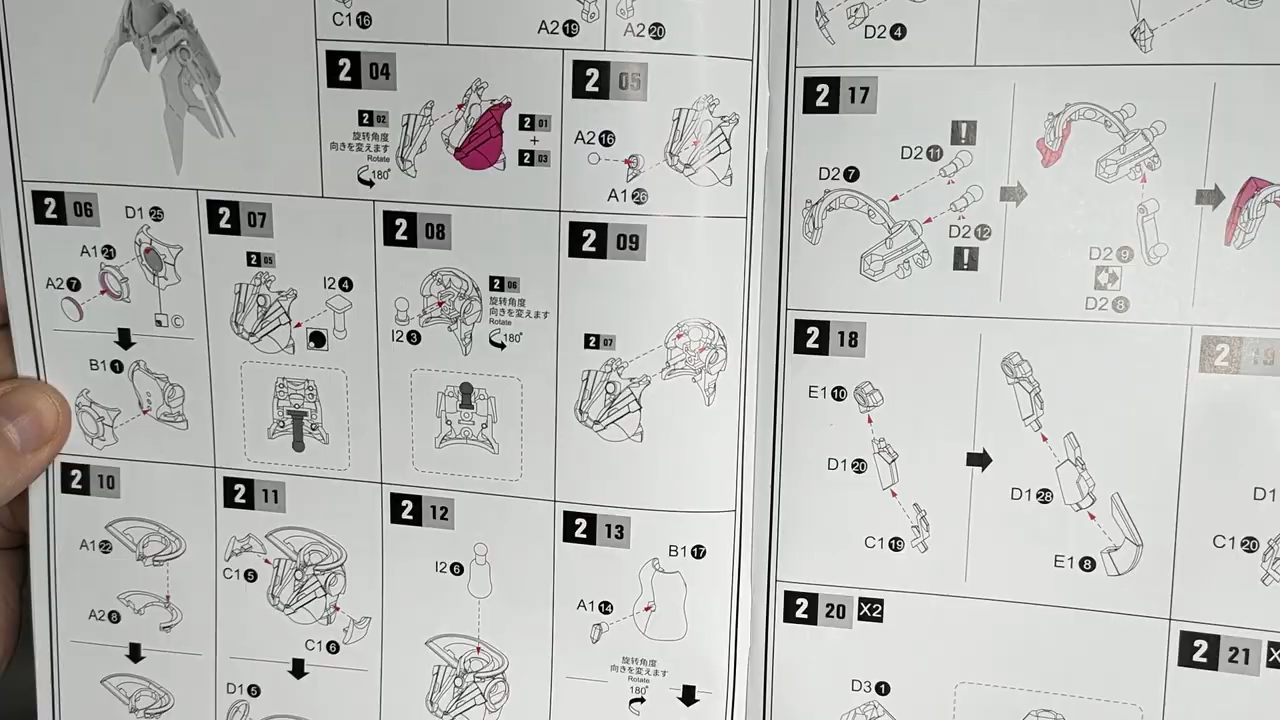 C1 16
A2 19
A2 20
2 04
2 02
旋转角度
向きを変えます
Rotate
180°
2 01
+
2 03
2 05
A2 16
A1 26
2 06
D1 25
A1 21
A2 7
C
B1 1
2 07
2 05
I2 4
2 08
I2 3
2 06
旋转角度
向きを変えます
Rotate
180°
2 09
2 07
2 10
A1 22
A2 8
2 11
C1 5
C1 6
D1 5
2 12
I2 6
2 13
B1 17
A1 14
旋转角度
向きを変えます
Rotate
180°
D2 4
2 17
D2 11
!
D2 7
D2 12
!
D2 9
D2 8
2 18
E1 10
D1 20
C1 19
D1 28
E1 8
2 19
D1
C1 20
2 20 X2
D3 1
2 21 X